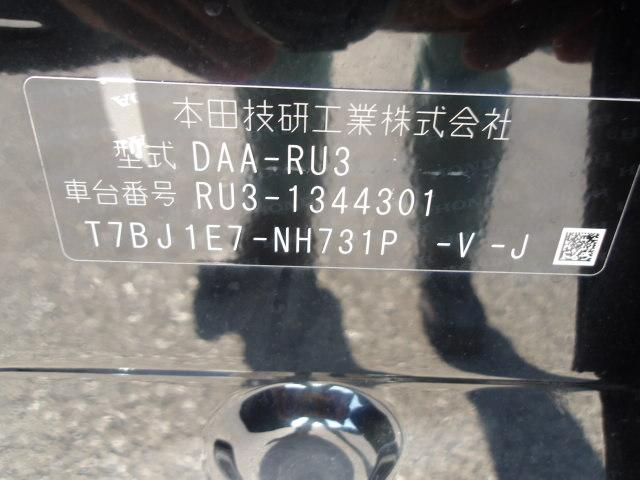 本田技研工業株式会社
型式 DAA-RU3
車台番号 RU3-1344301
T7BJ1E7-NH731P -V-J